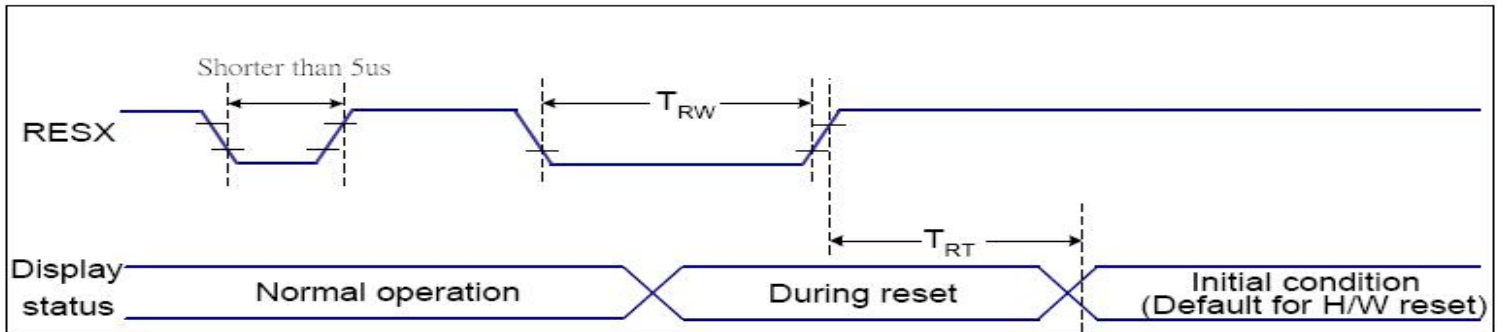 Shorter than 5us
RESX
TRW
TRT
Display
status
Normal operation
During reset
Initial condition
(Default for H/W reset)